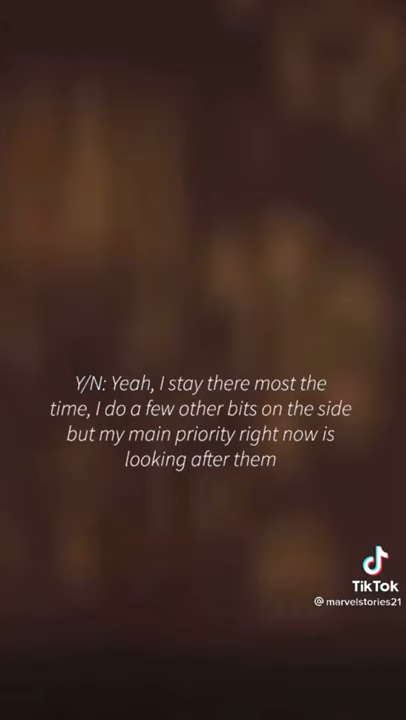 Y/N: Yeah, I stay there most the
time, I do a few other bits on the side
but my main priority right now is
looking after them
TikTok
@marvelstories21